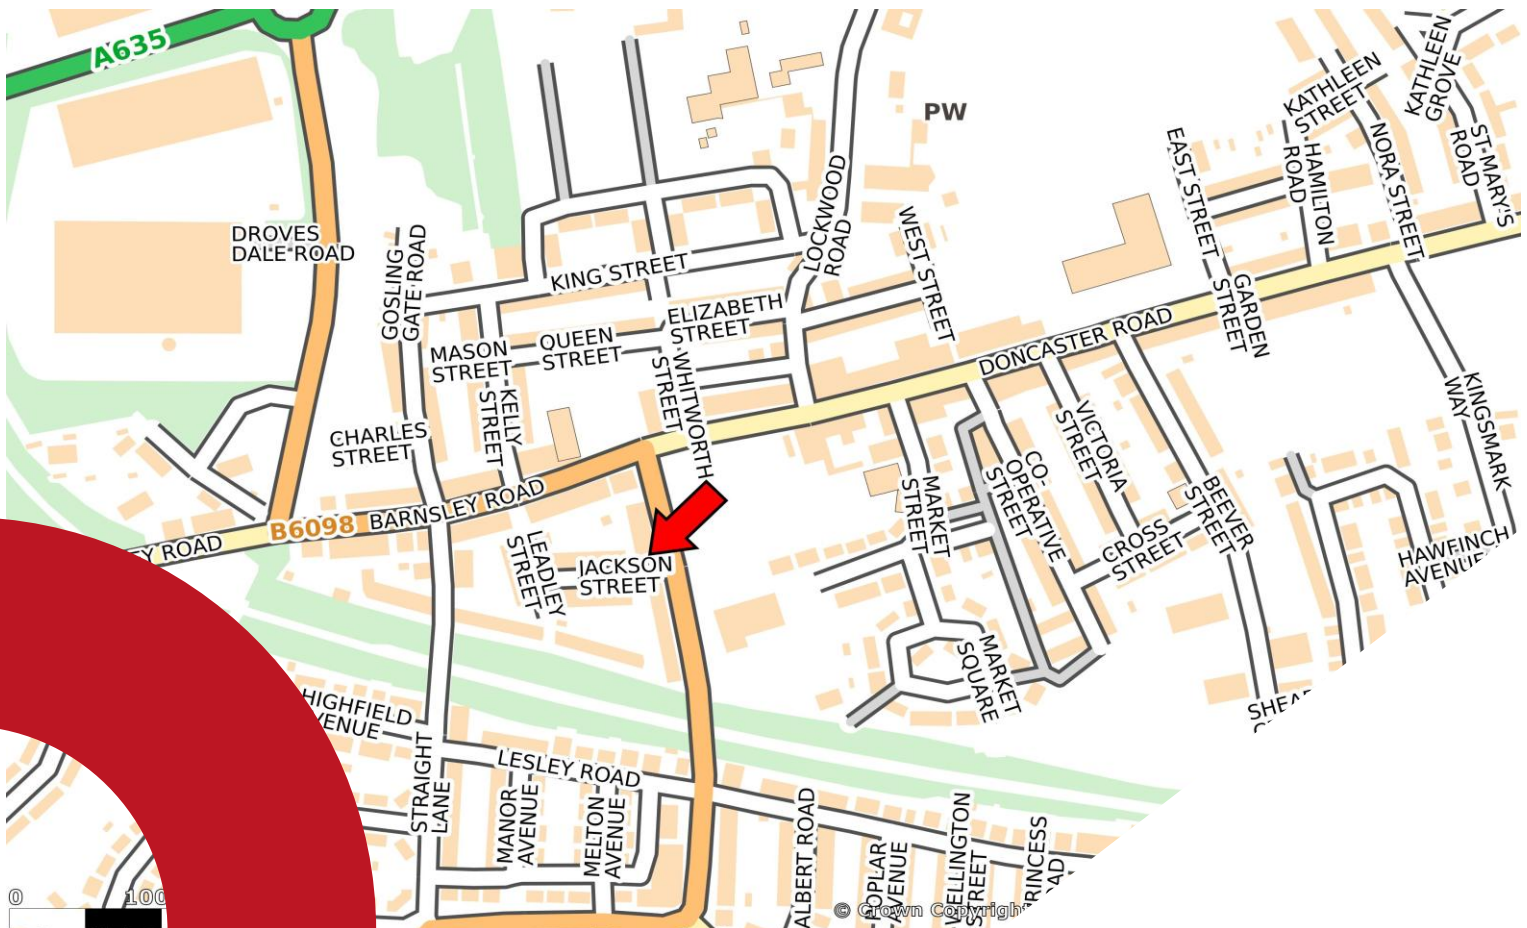 A635
PW
KATHLEEN
GROVE
KATHLEEN
STREET
NORA STREET
ST MARY'S
ROAD
EAST STREET
HAMILTON
ROAD
LOCKWOOD
ROAD
WEST STREET
DROVES
DALE ROAD
GOSLING
GATE ROAD
KING STREET
ELIZABETH
STREET
QUEEN
STREET
MASON
STREET
GARDEN
STREET
DONCASTER ROAD
WHITWORTH
STREET
KELLY
STREET
CHARLES
STREET
KINGSMARK
WAY
VICTORIA
STREET
CO-
OPERATIVE
STREET
MARKET
STREET
BEEVER
STREET
CROSS
STREET
BARNSLEY ROAD
B6098
EY ROAD
LEADLEY
STREET
JACKSON
STREET
HAWFINCH
AVENUE
MARKET
SQUARE
SHEAR
HIGHFIELD
VENUE
LESLEY ROAD
STRAIGHT
LANE
MANOR
AVENUE
MELTON
AVENUE
ALBERT ROAD
POPLAR
AVENUE
WELLINGTON
STREET
PRINCESS
ROAD
0 100
© Crown Copyright